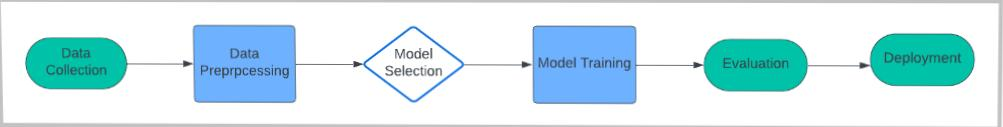 Data
Collection
Data
Preprpcessing
Model
Selection
Model Training
Evaluation
Deployment